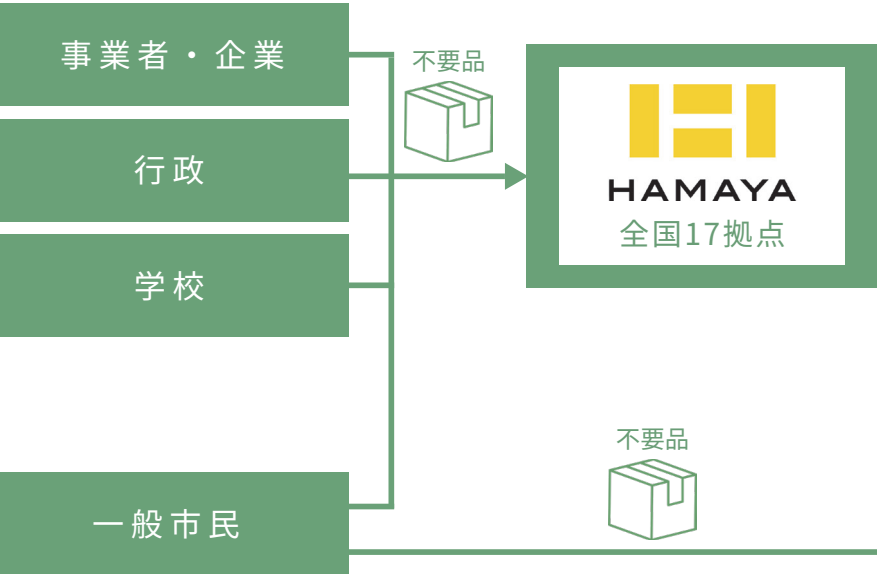 事業者・企業
行政
学校
一般市民
不要品
HAMAYA
全国17拠点
不要品